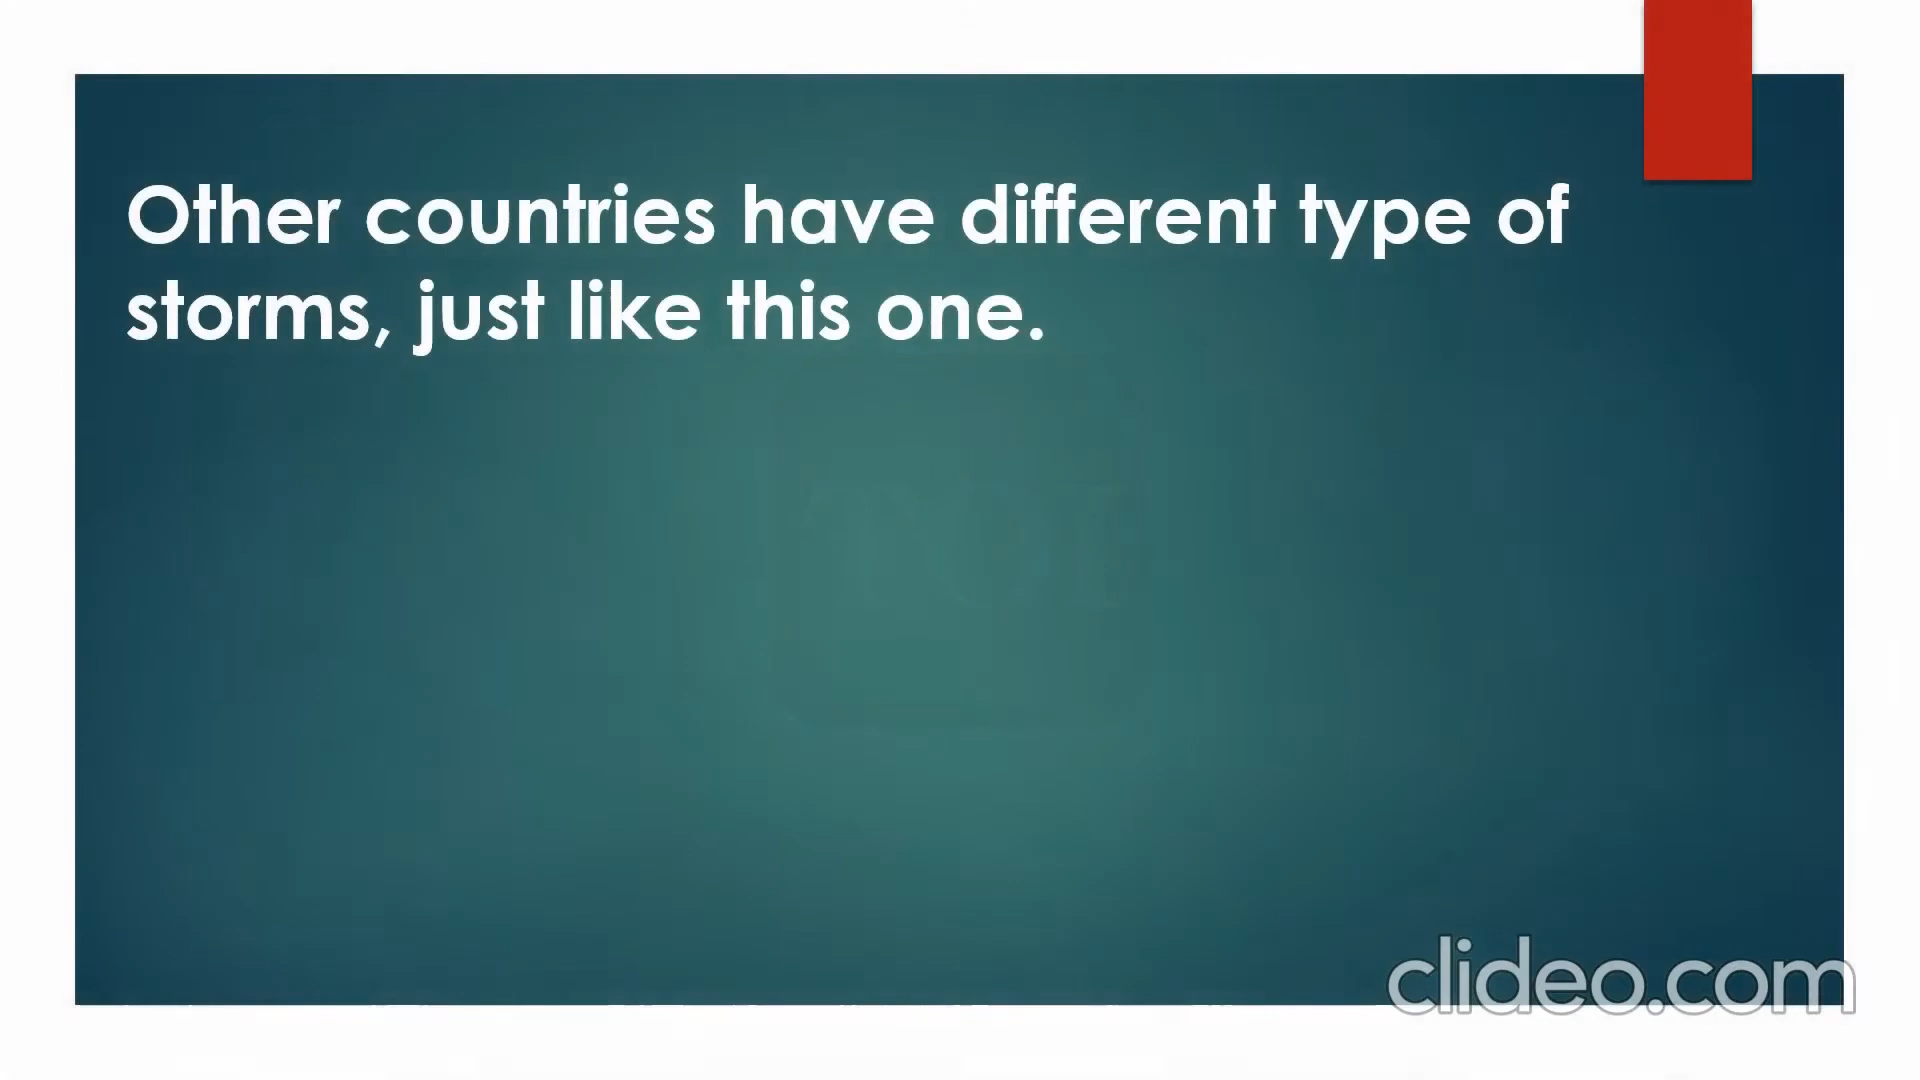 Other countries have different type of
storms, just like this one.
clideo.com